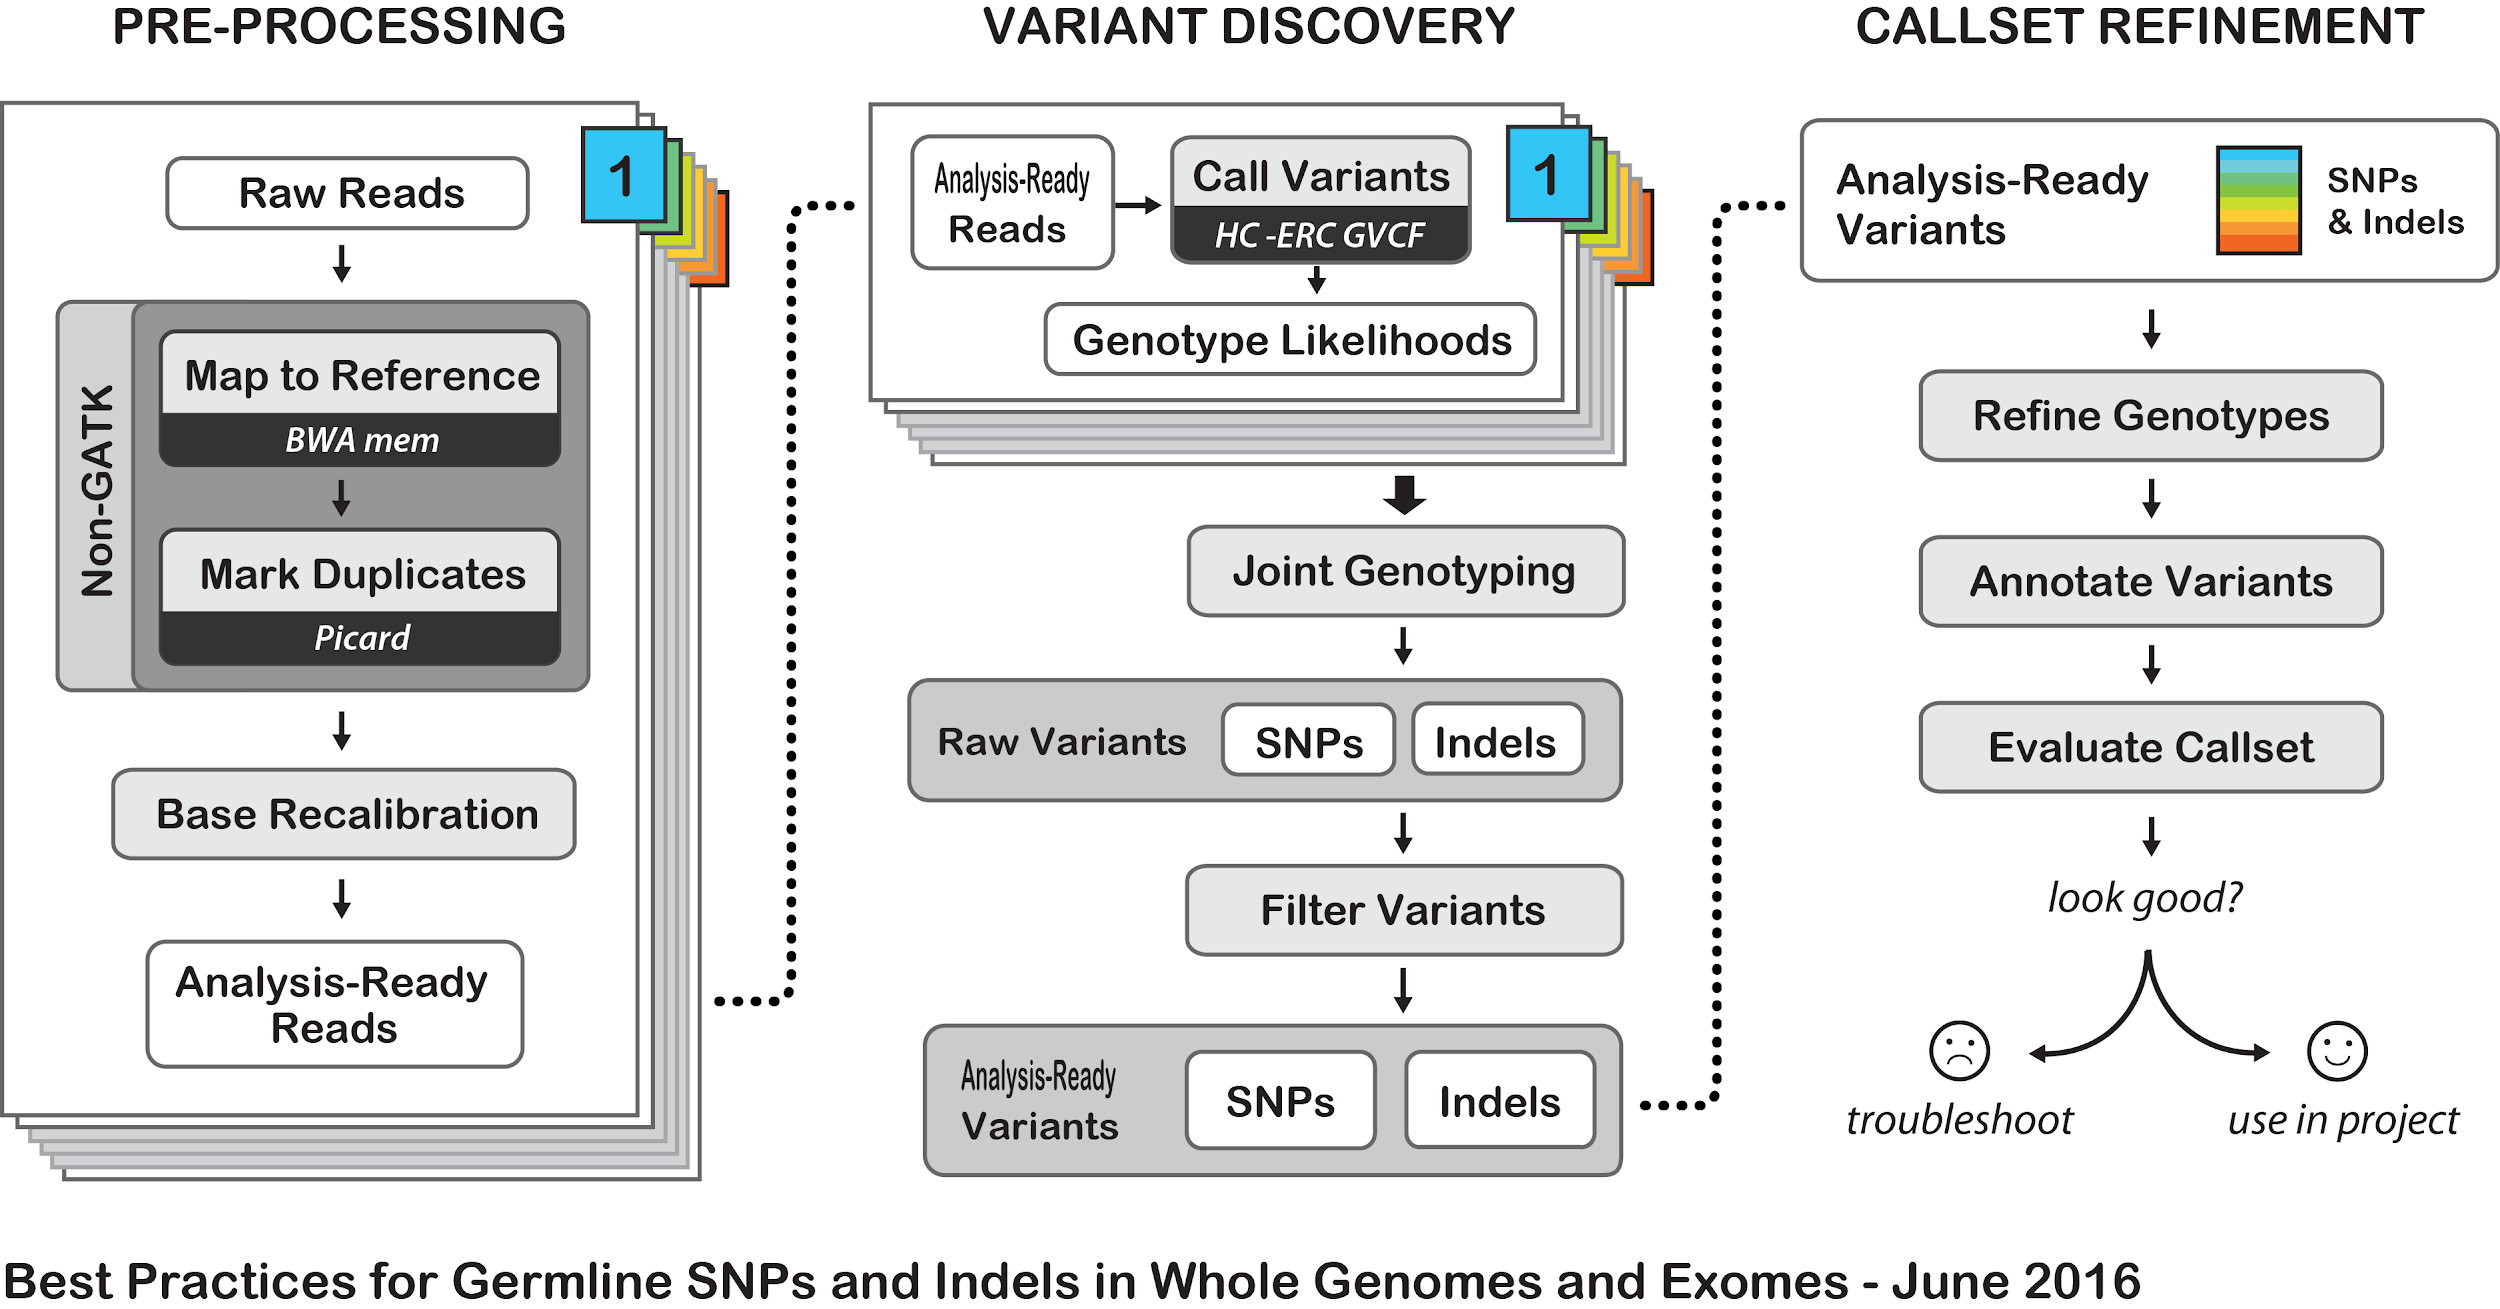 PRE-PROCESSING
1
Raw Reads
Non-GATK
Map to Reference
BWA mem
Mark Duplicates
Picard
Base Recalibration
Analysis-Ready
Reads
VARIANT DISCOVERY
1
Analysis-Ready
Reads
Call Variants
HC -ERC GVCF
Genotype Likelihoods
Joint Genotyping
Raw Variants SNPs Indels
Filter Variants
Analysis-Ready
Variants
SNPs Indels
CALLSET REFINEMENT
Analysis-Ready
Variants
SNPs
& Indels
Refine Genotypes
Annotate Variants
Evaluate Callset
look good?
troubleshoot
use in project
Best Practices for Germline SNPs and Indels in Whole Genomes and Exomes - June 2016